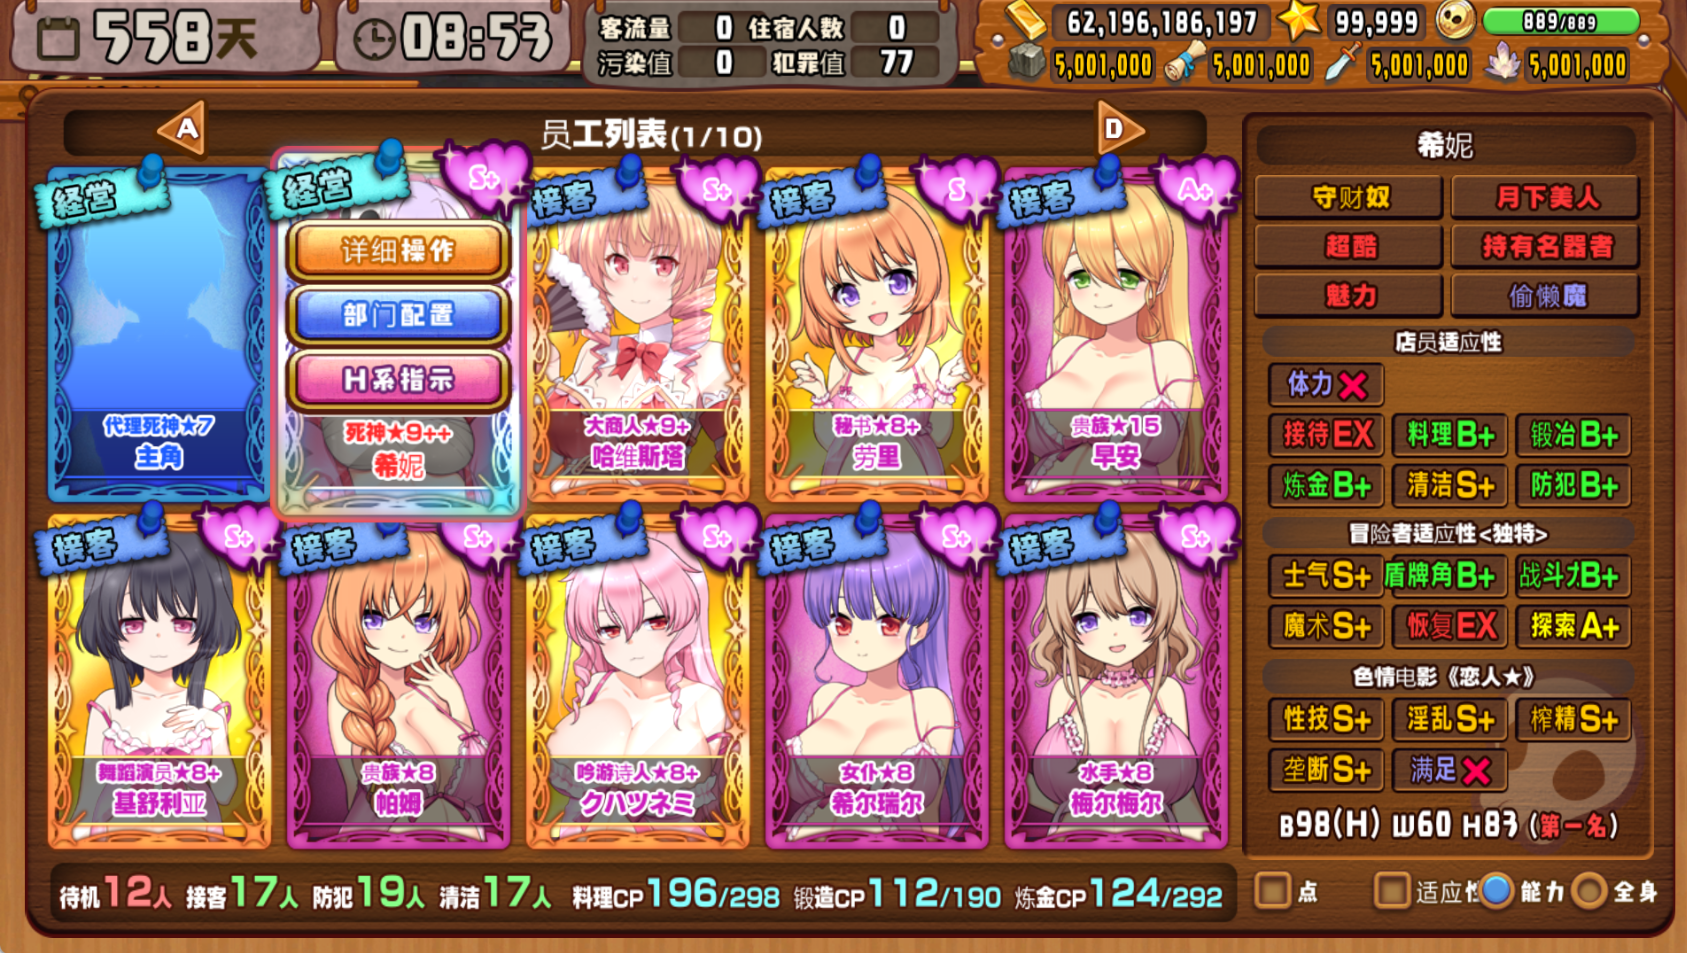 558天
08:53
客流量 0 住宿人数 0
污染值 0 犯罪值 77
62,196,186,197 99,999 889/889
5,001,000 5,001,000 5,001,000 5,001,000
A 员工列表(1/10) D
経営
経営 S+
接客 S+
接客 S
接客 A+
详细操作
部门配置
H系指示
代理死神★7
主角
死神★9++
希妮
大商人★9+
哈维斯塔
秘书★8+
劳里
贵族★15
早安
接客 S+
接客 S+
接客 S+
接客 S+
接客 S+
舞蹈演员★8+
基舒利亚
贵族★8
帕姆
吟游诗人★8+
クハツネミ
女仆★8
希尔瑞尔
水手★8
梅尔梅尔
待机12人 接客17人 防犯19人 清洁17人 料理CP196/298 锻造CP112/190 炼金CP124/292
希妮
守财奴 月下美人
超酷 持有名器者
魅力 偷懒魔
店员适应性
体力
接待EX 料理B+ 锻冶B+
炼金B+ 清洁S+ 防犯B+
冒险者适应性<独特>
士气S+ 盾牌角B+ 战斗力B+
魔术S+ 恢复EX 探索A+
色情电影《恋人★》
性技S+ 淫乱S+ 榨精S+
垄断S+ 满足
B98(H) W60 H83 (第一名)
点 适应性 能力 全身